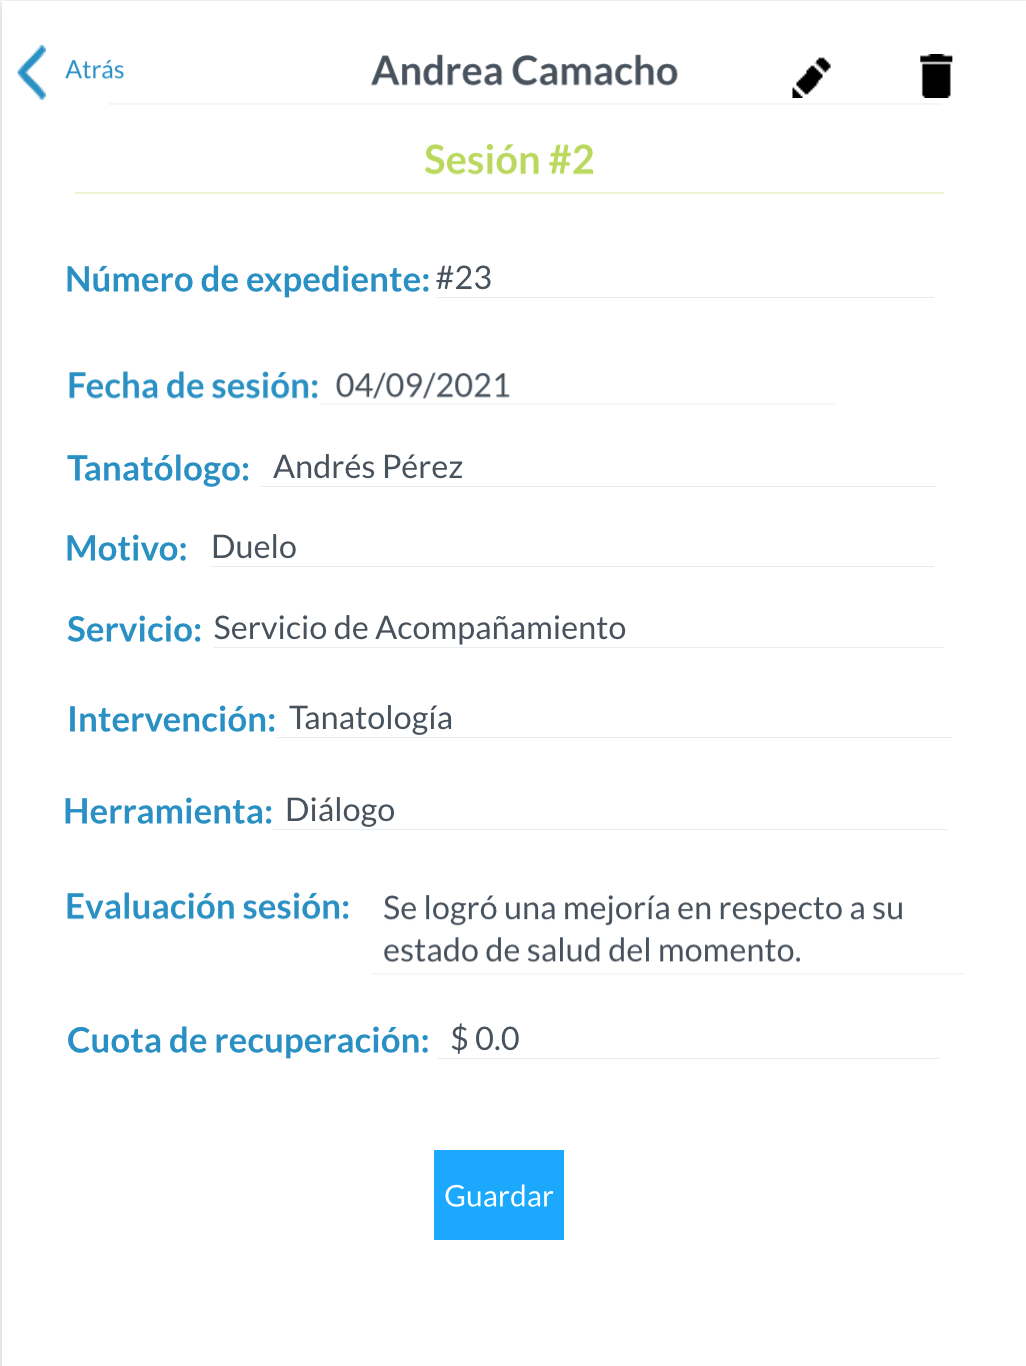 Atrás
Andrea Camacho
Sesión #2
Número de expediente: #23
Fecha de sesión: 04/09/2021
Tanatólogo: Andrés Pérez
Motivo: Duelo
Servicio: Servicio de Acompañamiento
Intervención: Tanatología
Herramienta: Diálogo
Evaluación sesión: Se logró una mejoría en respecto a su
estado de salud del momento.
Cuota de recuperación: $ 0.0
Guardar